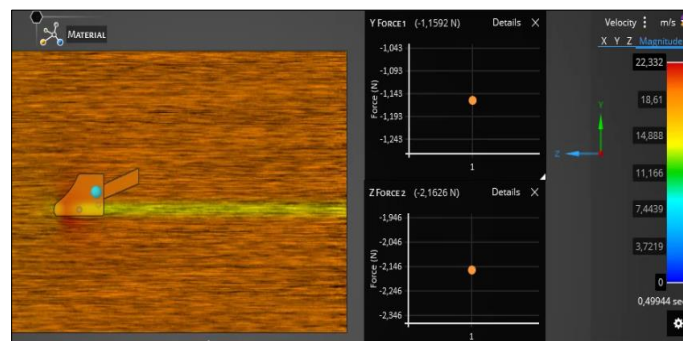 MATERIAL
Y FORCE 1 (-1,1592 N) Details
-1,043
-1,093
-1,143
-1,193
-1,243
Force (N)
1
Z FORCE 2 (-2,1626 N) Details
-1,946
-2,046
-2,146
-2,246
-2,346
Force (N)
1
Y
Z
Velocity m/s
X Y Z Magnitude
22,332
18,61
14,888
11,166
7,4439
3,7219
0
0,49944 sec